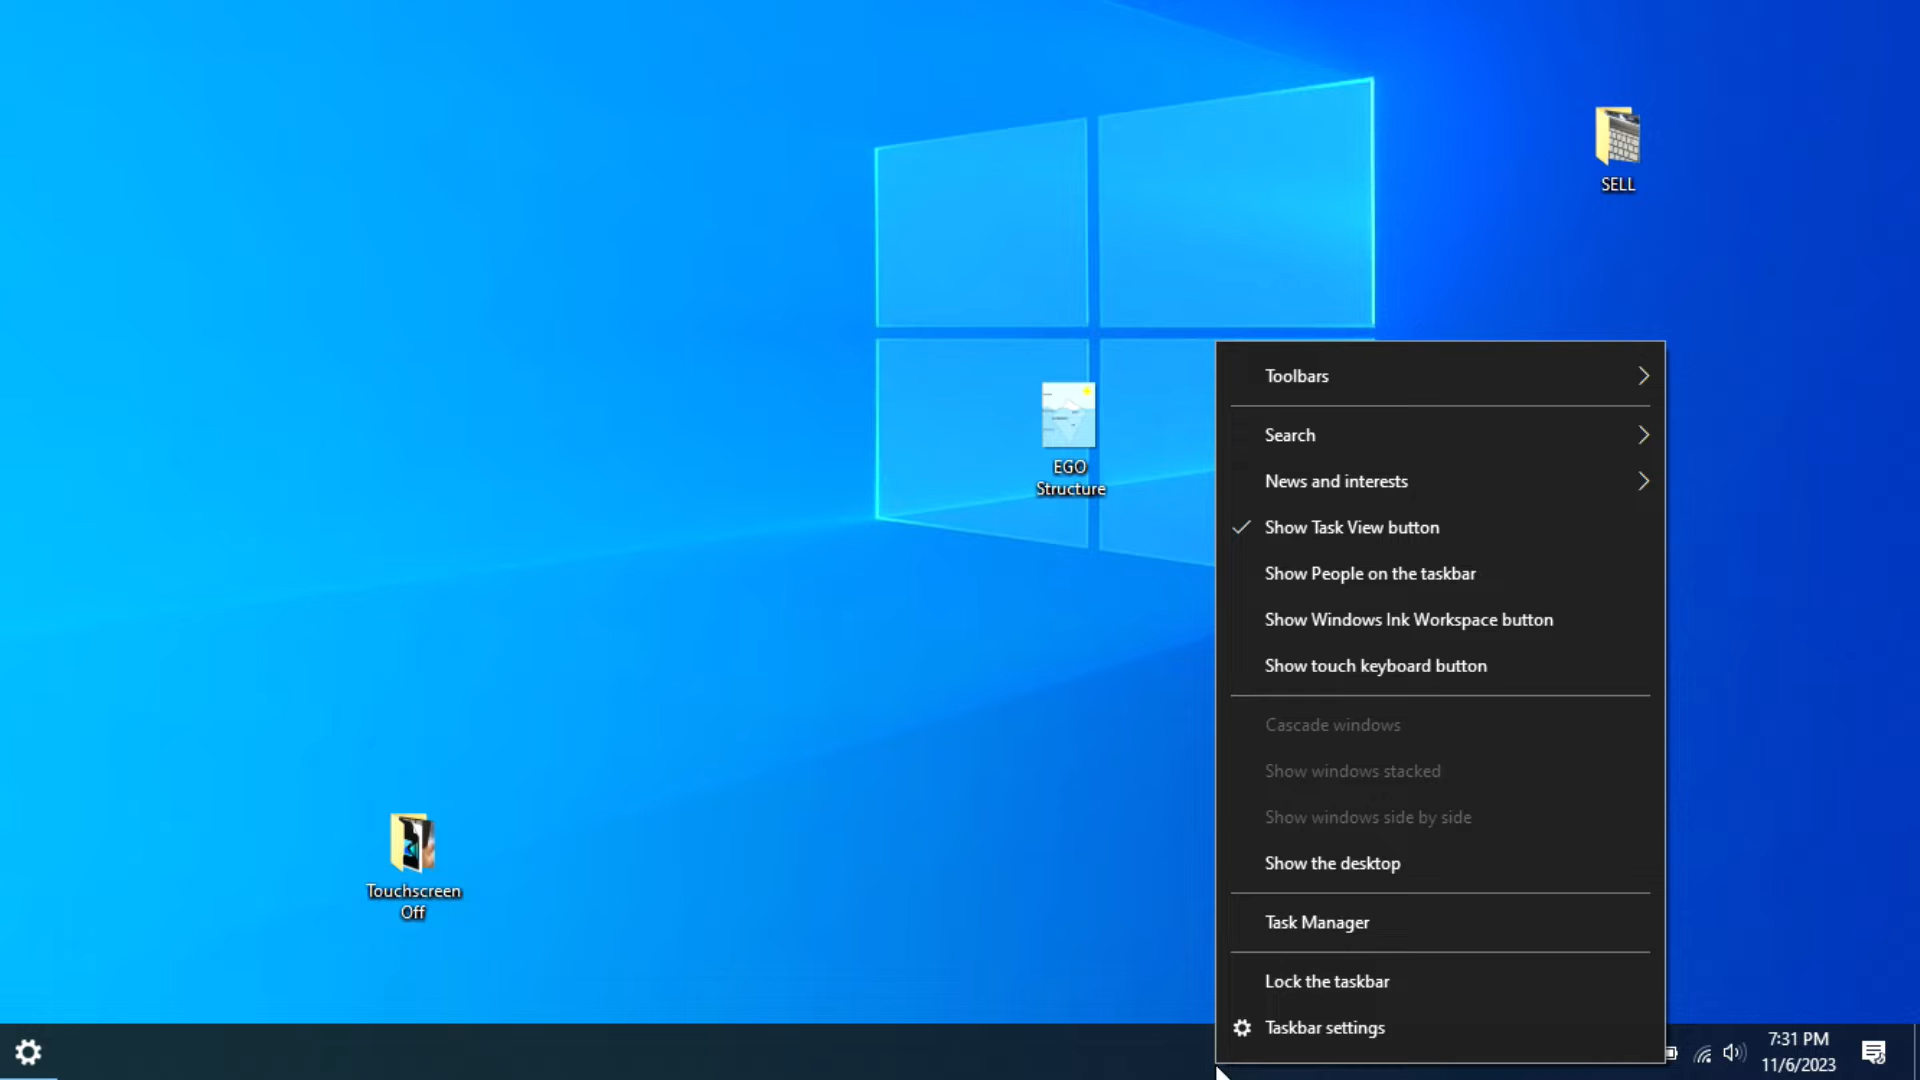 SELL
EGO
Structure
Touchscreen
Off
Toolbars
Search
News and interests
Show Task View button
Show People on the taskbar
Show Windows Ink Workspace button
Show touch keyboard button
Cascade windows
Show windows stacked
Show windows side by side
Show the desktop
Task Manager
Lock the taskbar
Taskbar settings
7:31 PM
11/6/2023